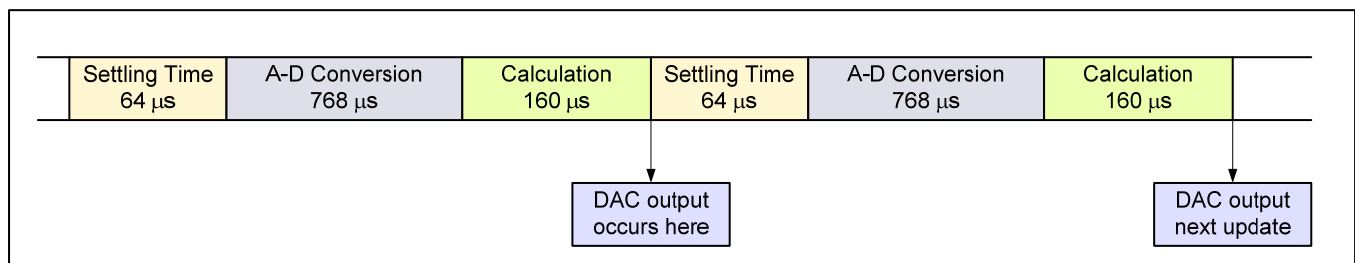 Settling Time
64 μs
A-D Conversion
768 μs
Calculation
160 μs
Settling Time
64 μs
A-D Conversion
768 μs
Calculation
160 μs
DAC output
occurs here
DAC output
next update